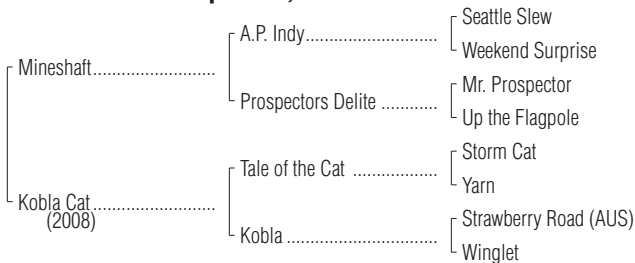 Seattle Slew
A.P. Indy..............................
Weekend Surprise
Mineshaft............................
Mr. Prospector
Prospectors Delite .............
Up the Flagpole
Storm Cat
Tale of the Cat ...................
Yarn
Kobla Cat............................
(2008)
Strawberry Road (AUS)
Kobla ..................................
Winglet